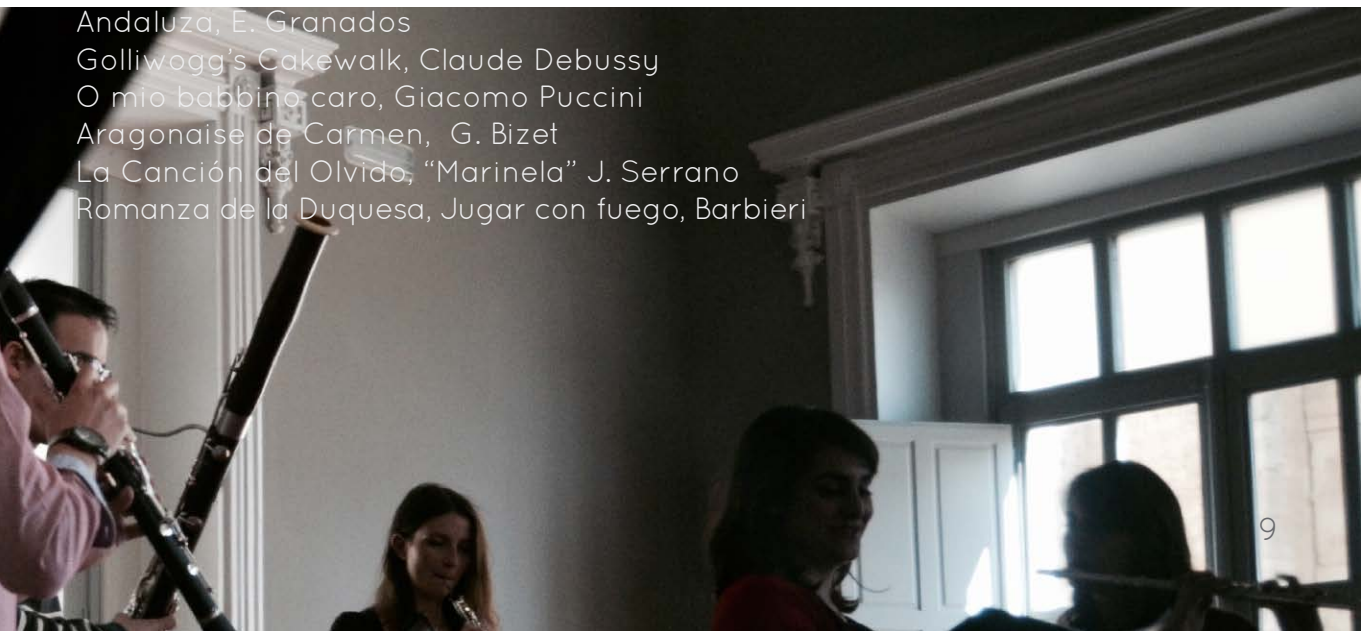 Andaluza, E. Granados
Golliwogg's Cakewalk, Claude Debussy
O mio babbino caro, Giacomo Puccini
Aragonaise de Carmen, G. Bizet
La Canción del Olvido, “Marinela” J. Serrano
Romanza de la Duquesa, Jugar con fuego, Barbieri
9